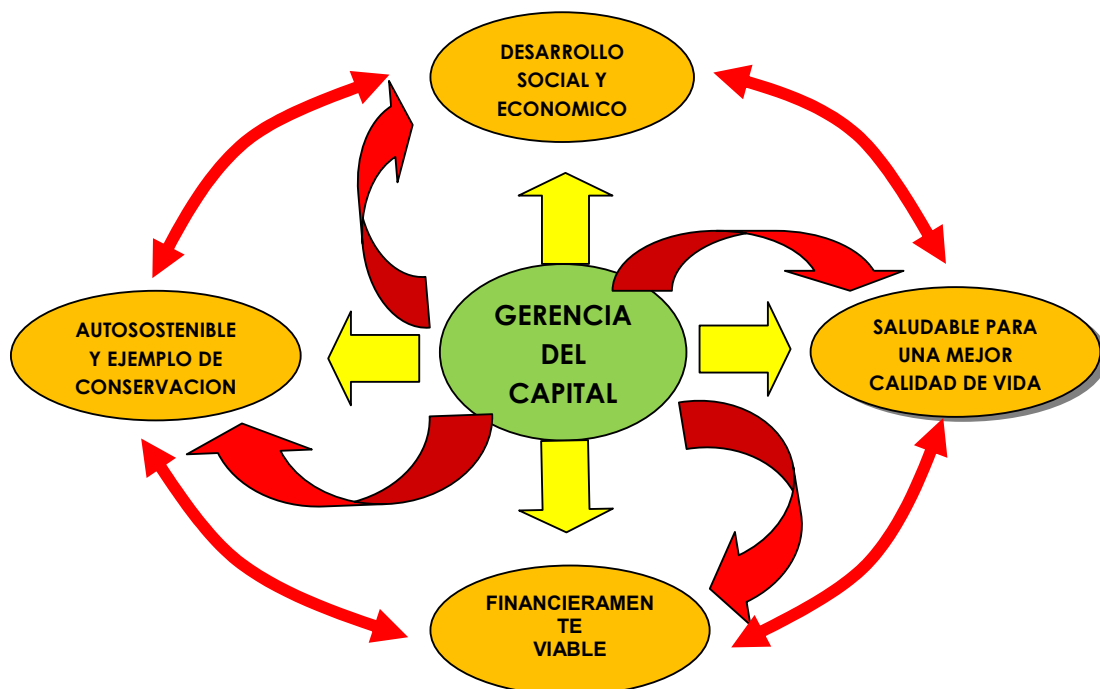 DESARROLLO
SOCIAL Y
ECONOMICO
GERENCIA
DEL
CAPITAL
AUTOSOSTENIBLE
Y EJEMPLO DE
CONSERVACION
SALUDABLE PARA
UNA MEJOR
CALIDAD DE VIDA
FINANCIERAMEN
TE
VIABLE